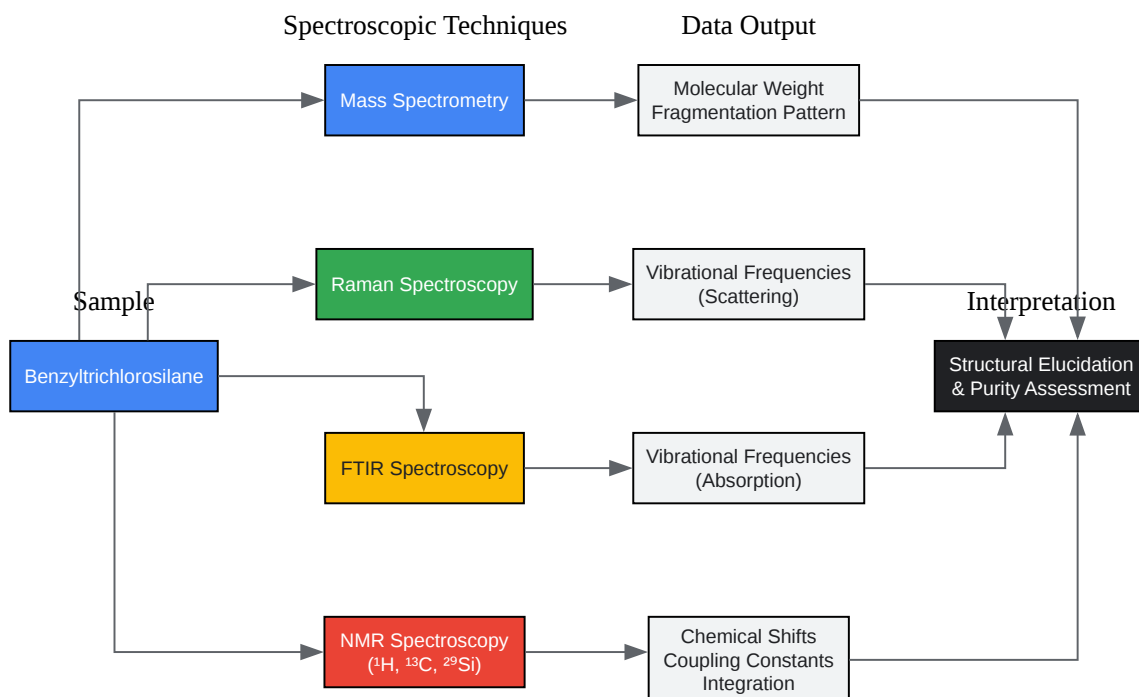 Spectroscopic Techniques
Data Output
Mass Spectrometry
Molecular Weight
Fragmentation Pattern
Raman Spectroscopy
Vibrational Frequencies
(Scattering)
Sample
Interpretation
Benzyltrichlorosilane
Structural Elucidation
& Purity Assessment
FTIR Spectroscopy
Vibrational Frequencies
(Absorption)
NMR Spectroscopy
(¹H, ¹³C, ²⁹Si)
Chemical Shifts
Coupling Constants
Integration